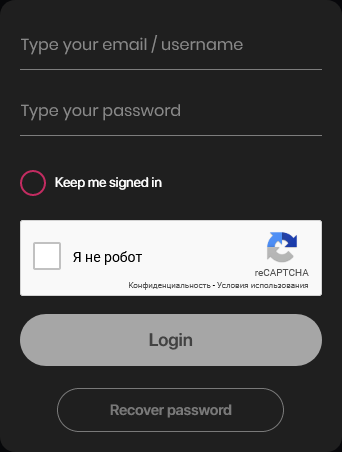 Type your email / username
Type your password
Keep me signed in
Я не робот
reCAPTCHA
Конфиденциальность - Условия использования
Login
Recover password